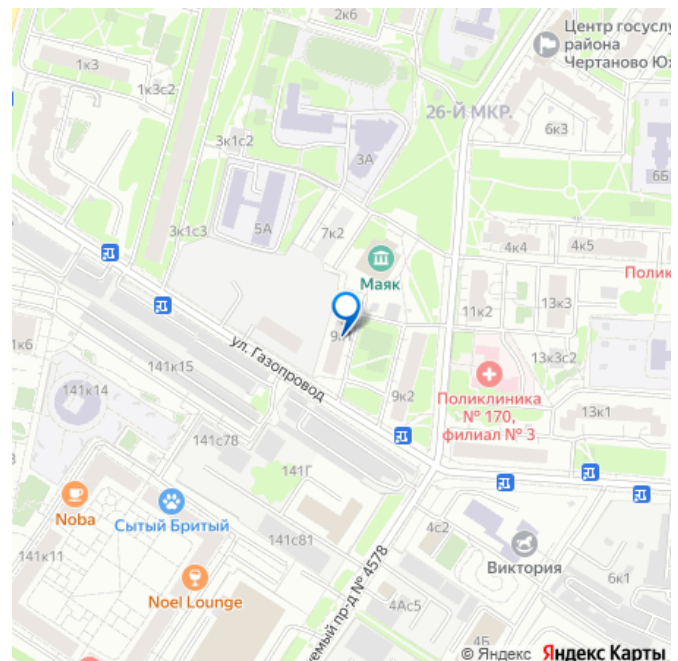 2к6
Центр госуслу
района
Чертаново Юж
1к3
1к3с2
26-Й МКР.
6к3
3к1с2
3А
6Б
5А
7к2
3к1с3
4к4
4к5
Маяк
Полик
11к2
13к3
9к1
ул. Газопровод
1к6
141к15
13к3с2
141к14
9к2
Поликлиника
№ 170,
филиал № 3
13к1
141с78
141Г
Noba
Сытый Бритый
4с2
141с81
141к11
Виктория
6к1
Noel Lounge
уемый пр-д № 4578
4Ас5
4Б
© Яндекс Яндекс Карты